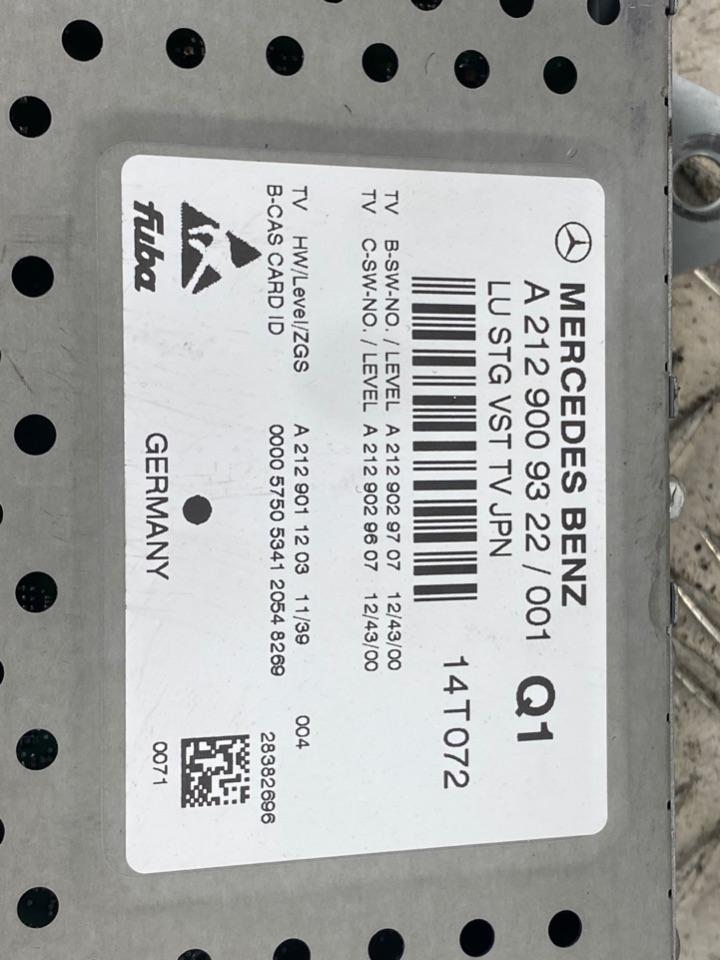 MERCEDES BENZ
A 212 900 93 22 / 001 Q1
LU STG VST TV JPN
14T072
TV B-SW-NO. / LEVEL A 212 902 97 07 12/43/00
TV C-SW-NO. / LEVEL A 212 902 96 07 12/43/00
TV HW/Level/ZGS A 212 901 12 03 11/39 004
B-CAS CARD ID 0000 5750 5341 2054 8269
28382696
fuba
GERMANY
0071